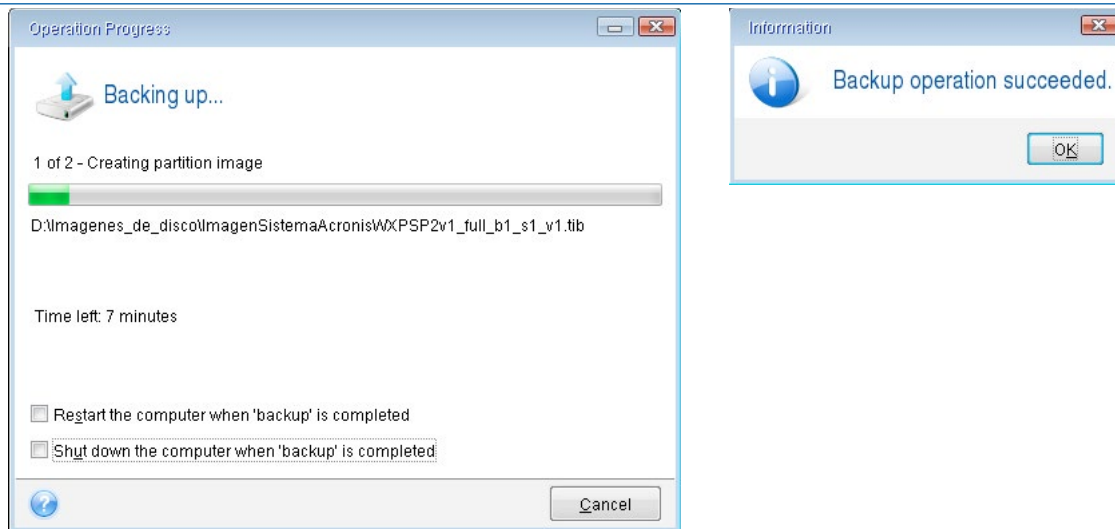 Operation Progress
Backing up...
1 of 2 - Creating partition image
D:\Imagenes_de_disco\ImagenSistemaAcronisWXPSP2v1_full_b1_s1_v1.tib
Time left: 7 minutes
Restart the computer when 'backup' is completed
Shut down the computer when 'backup' is completed
Cancel
Information
Backup operation succeeded.
OK